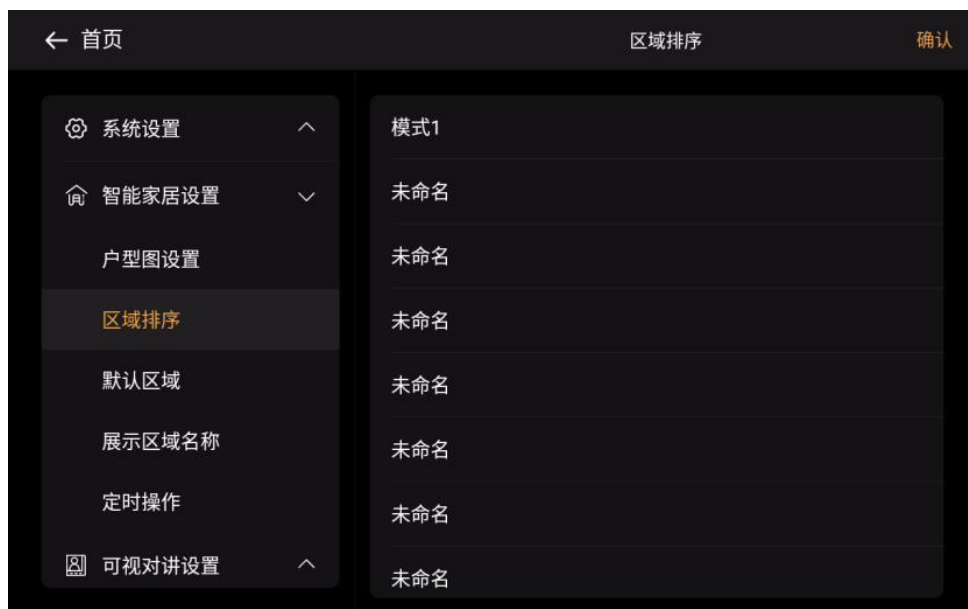 首页
区域排序
确认
系统设置
智能家居设置
户型图设置
区域排序
默认区域
展示区域名称
定时操作
可视对讲设置
模式1
未命名
未命名
未命名
未命名
未命名
未命名
未命名